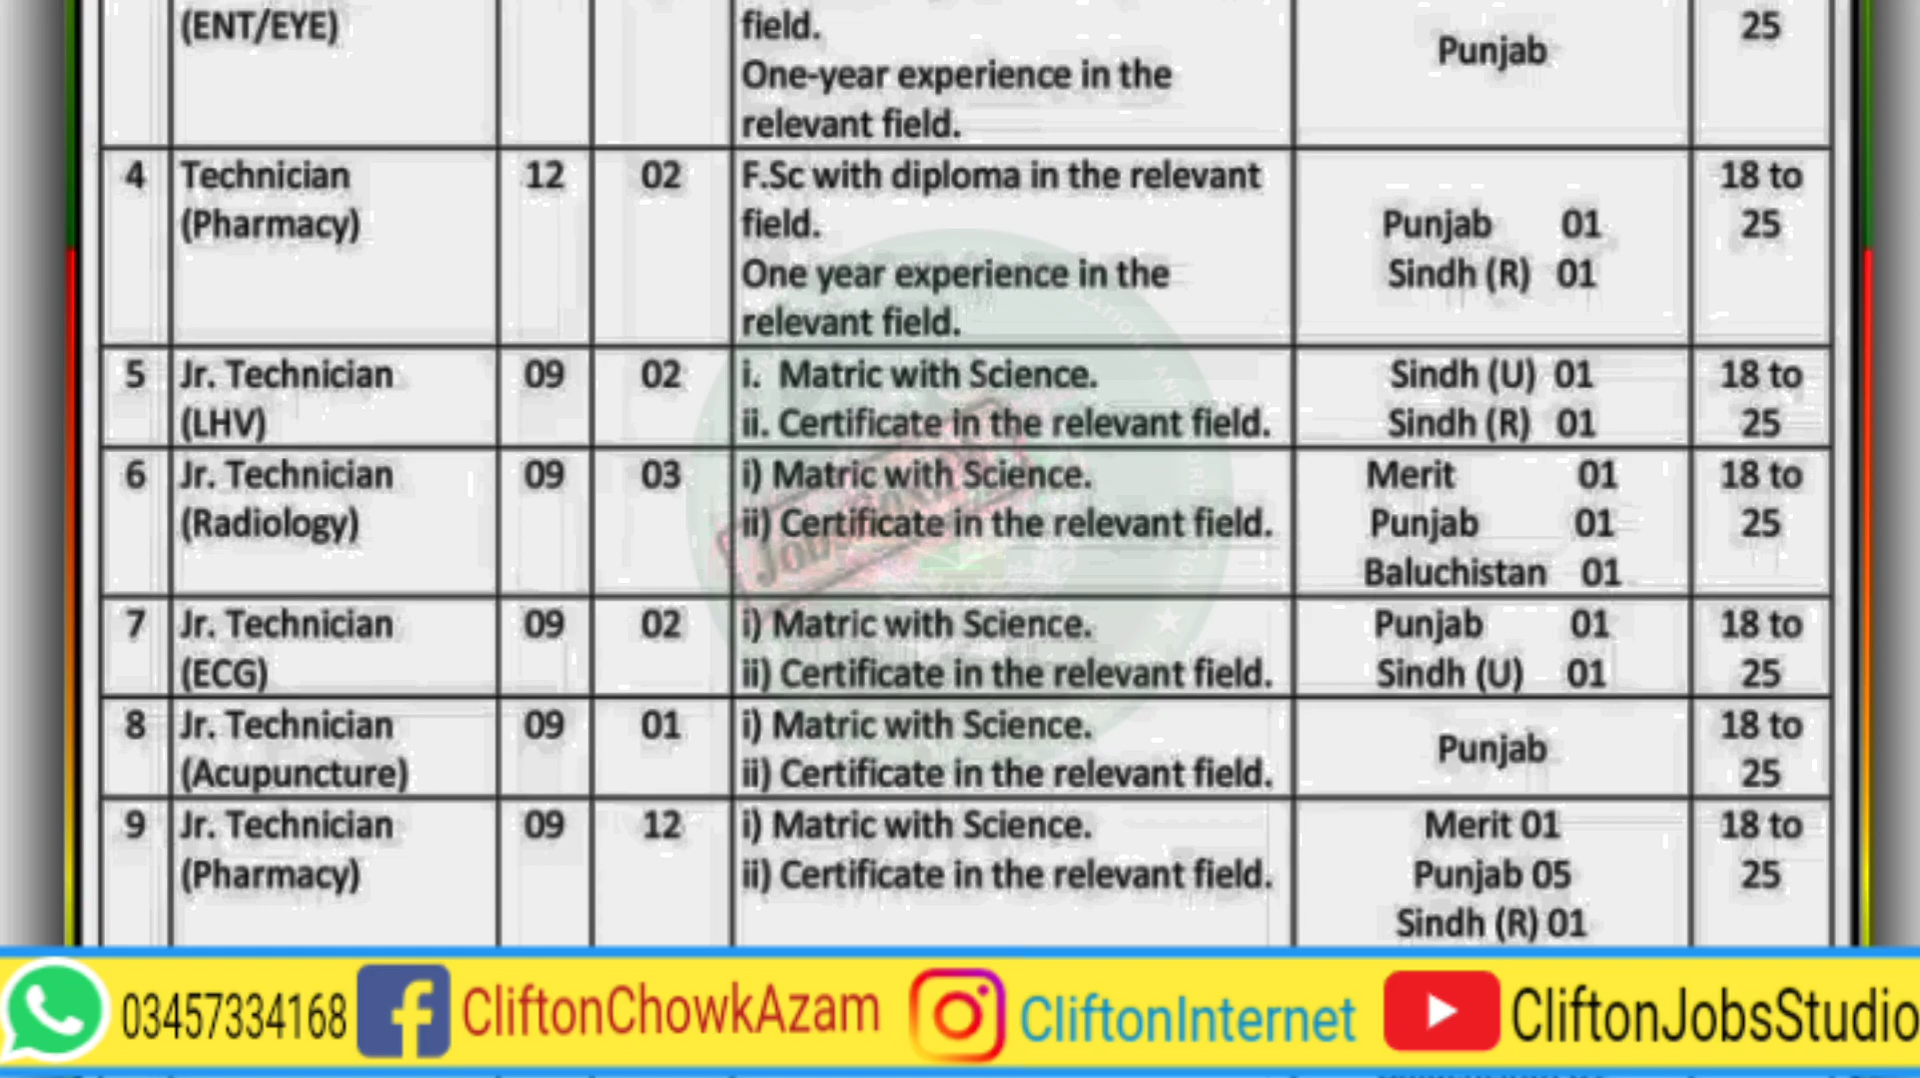 (ENT/EYE) field. Punjab 25
One-year experience in the
relevant field.
4 Technician 12 02 F.Sc with diploma in the relevant 18 to
(Pharmacy) field. Punjab 01 25
One year experience in the Sindh (R) 01
relevant field.
5 Jr. Technician 09 02 i. Matric with Science. Sindh (U) 01 18 to
(LHV) ii. Certificate in the relevant field. Sindh (R) 01 25
6 Jr. Technician 09 03 i) Matric with Science. Merit 01 18 to
(Radiology) ii) Certificate in the relevant field. Punjab 01 25
Baluchistan 01
7 Jr. Technician 09 02 i) Matric with Science. Punjab 01 18 to
(ECG) ii) Certificate in the relevant field. Sindh (U) 01 25
8 Jr. Technician 09 01 i) Matric with Science. Punjab 18 to
(Acupuncture) ii) Certificate in the relevant field. 25
9 Jr. Technician 09 12 i) Matric with Science. Merit 01 18 to
(Pharmacy) ii) Certificate in the relevant field. Punjab 05 25
Sindh (R) 01
03457334168 CliftonChowkAzam CliftonInternet CliftonJobsStudio